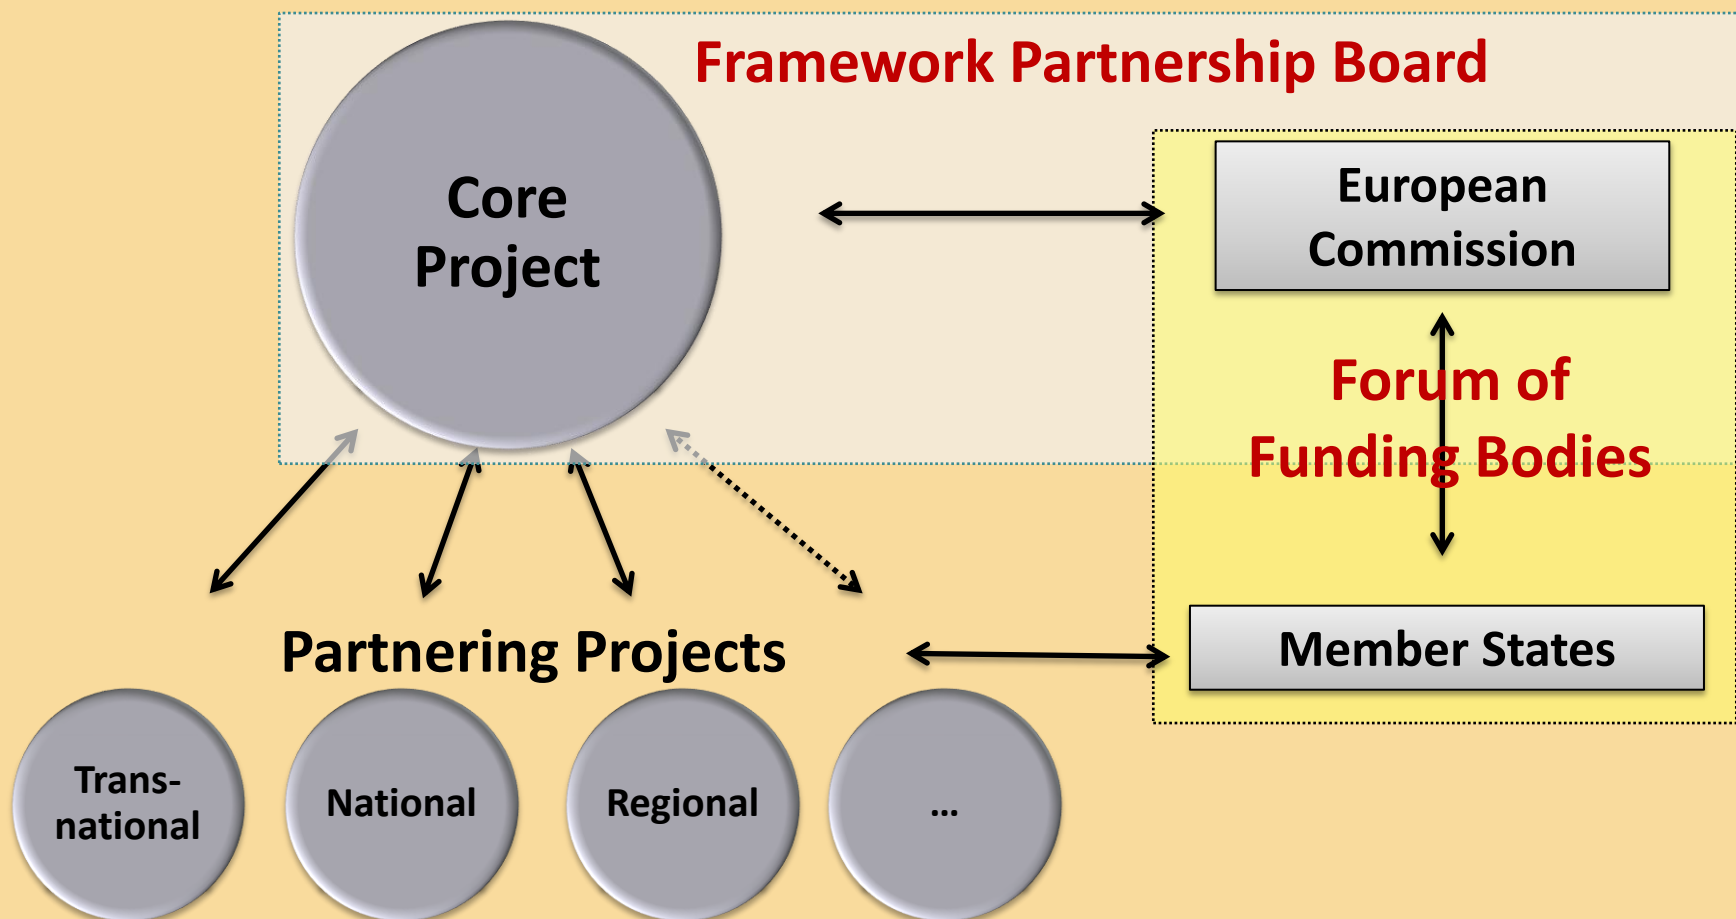 Framework Partnership Board
Core
Project
European
Commission
Forum of
Funding Bodies
Partnering Projects
Member States
Trans-
national
National
Regional
...